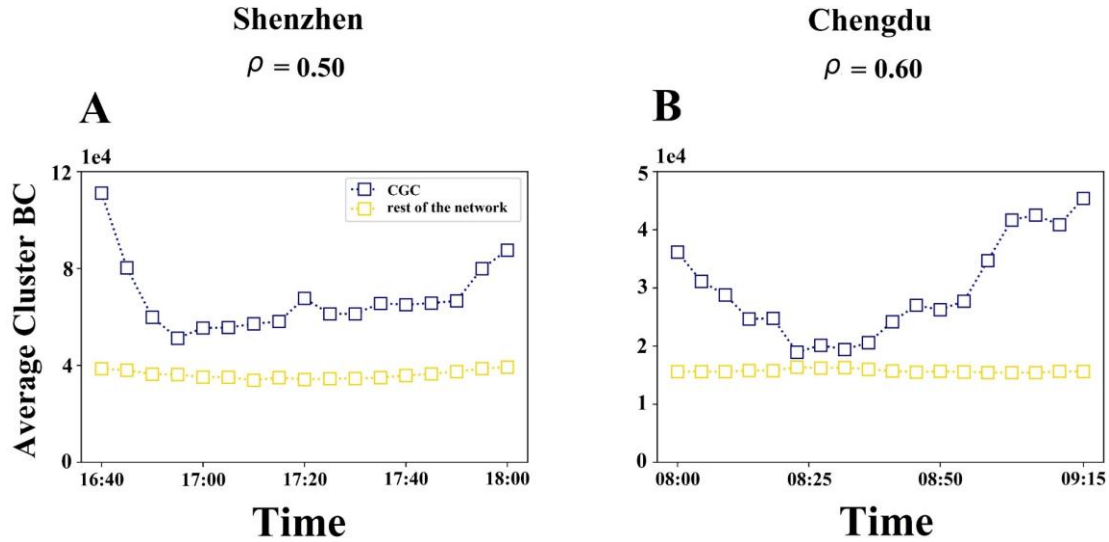 Shenzhen
ρ = 0.50
A
1e4
12
8
4
0
Average Cluster BC
CGC
rest of the network
16:40
17:00
17:20
17:40
18:00
Time
Chengdu
ρ = 0.60
B
1e4
5
4
3
2
1
0
08:00
08:25
08:50
09:15
Time